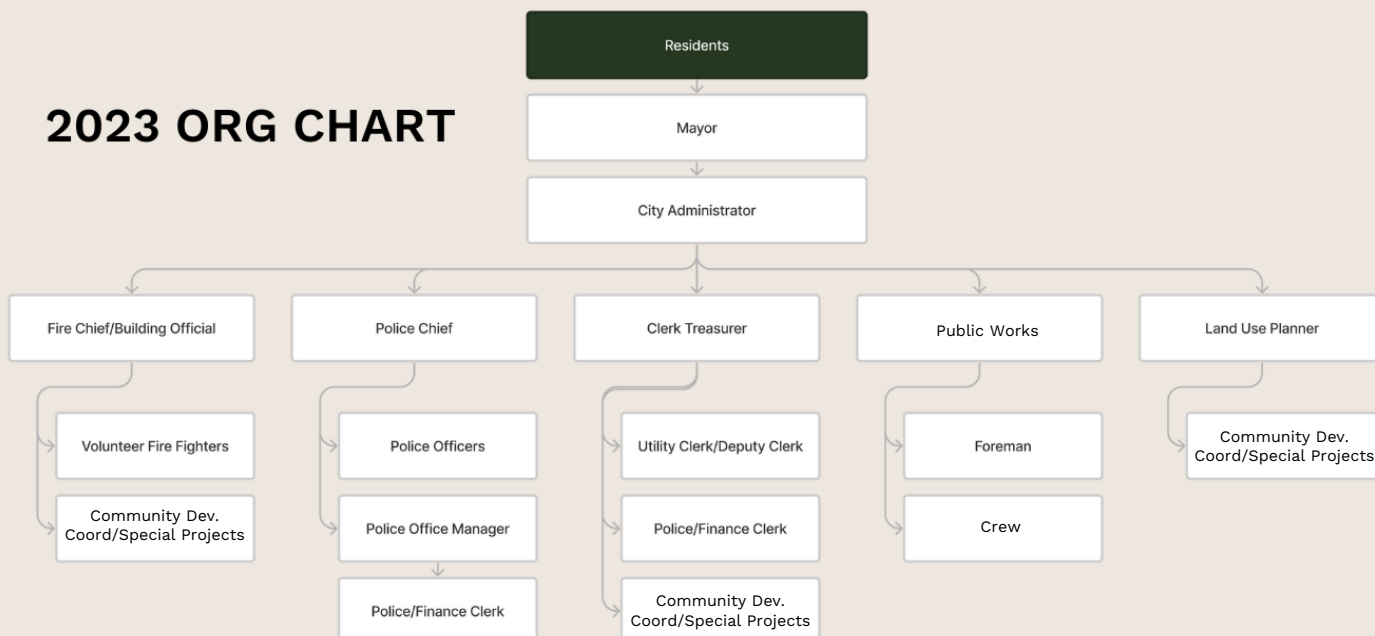 Residents
2023 ORG CHART
Mayor
City Administrator
Fire Chief/Building Official
Police Chief
Clerk Treasurer
Public Works
Land Use Planner
Volunteer Fire Fighters
Police Officers
Utility Clerk/Deputy Clerk
Foreman
Community Dev.
Coord/Special Projects
Community Dev.
Coord/Special Projects
Police Office Manager
Police/Finance Clerk
Crew
Police/Finance Clerk
Community Dev.
Coord/Special Projects